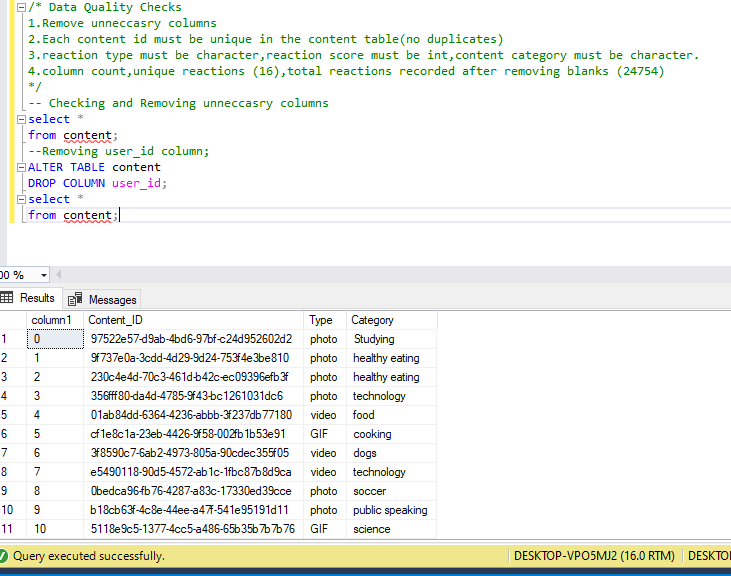 /* Data Quality Checks
1.Remove unneccasry columns
2.Each content id must be unique in the content table(no duplicates)
3.reaction type must be character,reaction score must be int,content category must be character.
4.column count,unique reactions (16),total reactions recorded after removing blanks (24754)
*/
-- Checking and Removing unneccasry columns
select *
from content;
--Removing user_id column;
ALTER TABLE content
DROP COLUMN user_id;
select *
from content;
00 %
Results Messages
column1 Content_ID Type Category
1 0 97522e57-d9ab-4bd6-97bf-c24d952602d2 photo Studying
2 1 9f737e0a-3cdd-4d29-9d24-753f4e3be810 photo healthy eating
3 2 230c4e4d-70c3-461d-b42c-ec09396efb3f photo healthy eating
4 3 356fff80-da4d-4785-9f43-bc1261031dc6 photo technology
5 4 01ab84dd-6364-4236-abbb-3f237db77180 video food
6 5 cf1e8c1a-23eb-4426-9f58-002fb1b53e91 GIF cooking
7 6 3f8590c7-6ab2-4973-805a-90cdec355f05 video dogs
8 7 e5490118-90d5-4572-ab1c-1fbc87b8d9ca video technology
9 8 0bedca96-fb76-4287-a83c-17330ed39cce photo soccer
10 9 b18cb63f-4c8e-44ee-a47f-541e95191d11 photo public speaking
11 10 5118e9c5-1377-4cc5-a486-65b35b7b7b76 GIF science
Query executed successfully. DESKTOP-VPO5MJ2 (16.0 RTM) DESKTO